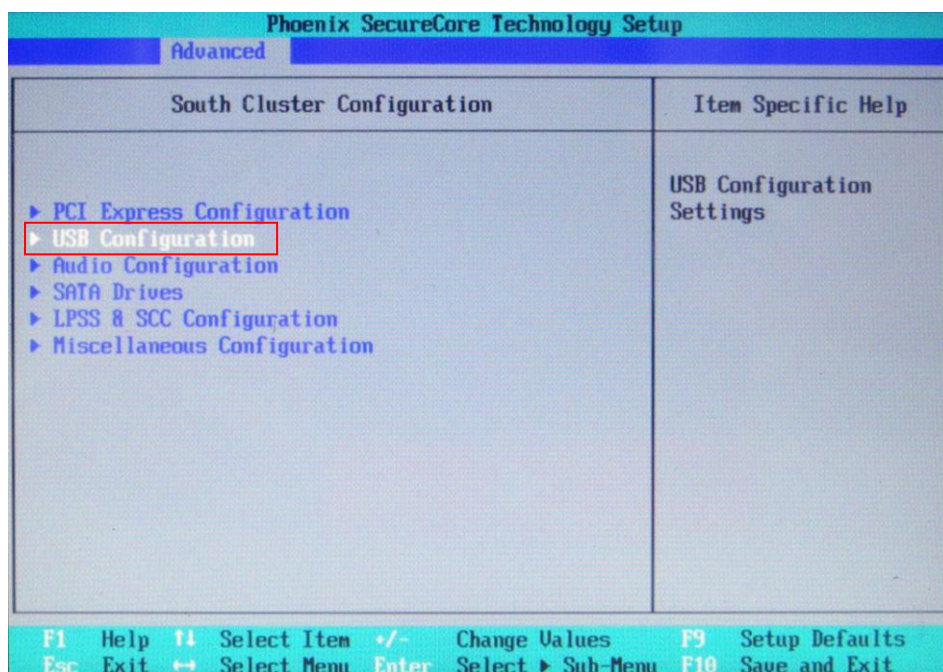 Phoenix SecureCore Technology Setup
Advanced
South Cluster Configuration
Item Specific Help
USB Configuration
Settings
▶ PCI Express Configuration
▶ USB Configuration
▶ Audio Configuration
▶ SATA Drives
▶ LPSS & SCC Configuration
▶ Miscellaneous Configuration
F1 Help ↑↓ Select Item +/- Change Values F9 Setup Defaults
Esc Exit ↔ Select Menu Enter Select ▶ Sub-Menu F10 Save and Exit